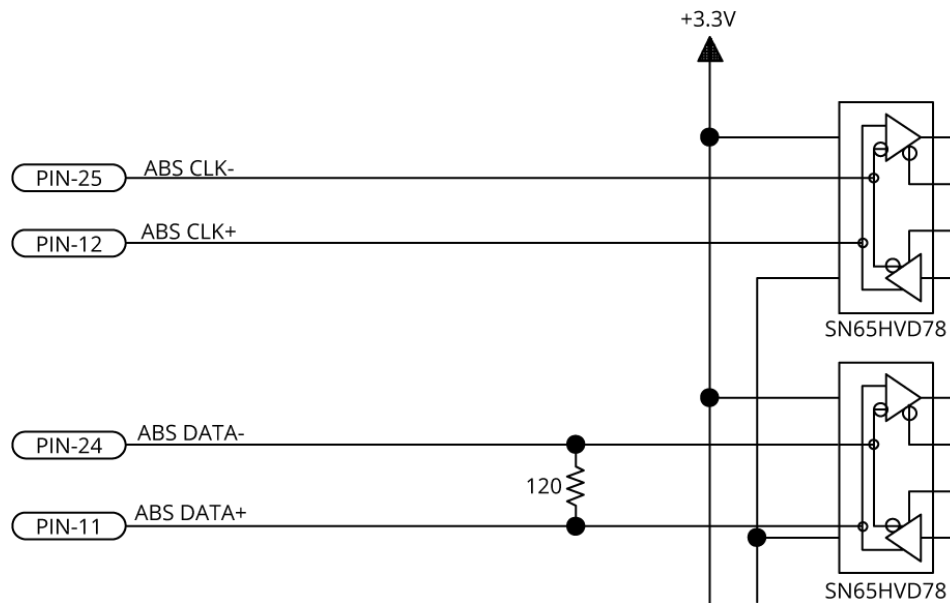 +3.3V
PIN-25
ABS CLK-
PIN-12
ABS CLK+
SN65HVD78
PIN-24
ABS DATA-
120
PIN-11
ABS DATA+
SN65HVD78